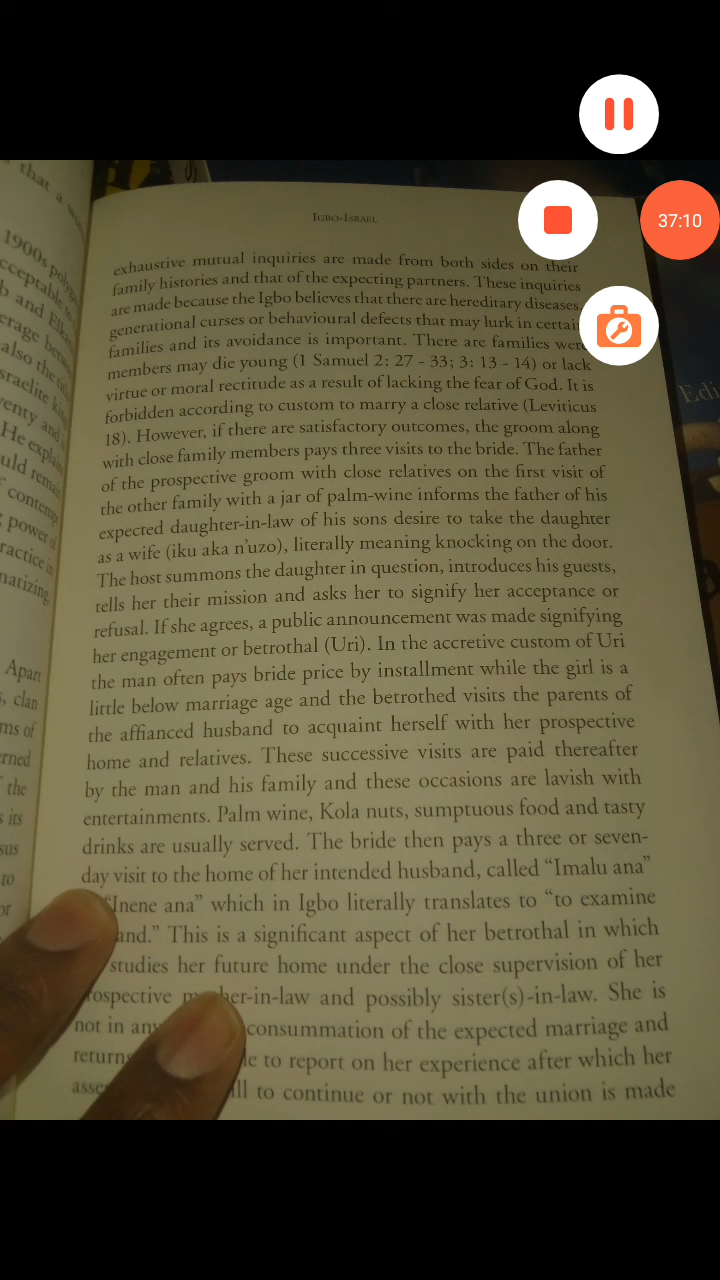 that a
1900s
IGBO-ISRAEL
37:10
exhaustive mutual inquiries are made from both sides on their
family histories and that of the expecting partners. These inquiries
are made because the Igbo believes that there are hereditary diseases,
generational curses or behavioural defects that may lurk in certain
families and its avoidance is important. There are families were
members may die young (1 Samuel 2: 27 - 33; 3: 13 - 14) or lack
virtue or moral rectitude as a result of lacking the fear of God. It is
forbidden according to custom to marry a close relative (Leviticus
18). However, if there are satisfactory outcomes, the groom along
with close family members pays three visits to the bride. The father
of the prospective groom with close relatives on the first visit of
the other family with a jar of palm-wine informs the father of his
expected daughter-in-law of his sons desire to take the daughter
as a wife (iku aka n'uzo), literally meaning knocking on the door.
The host summons the daughter in question, introduces his guests,
tells her their mission and asks her to signify her acceptance or
refusal. If she agrees, a public announcement was made signifying
her engagement or betrothal (Uri). In the accretive custom of Uri
the man often pays bride price by installment while the girl is a
little below marriage age and the betrothed visits the parents of
the affianced husband to acquaint herself with her prospective
home and relatives. These successive visits are paid thereafter
by the man and his family and these occasions are lavish with
entertainments. Palm wine, Kola nuts, sumptuous food and tasty
drinks are usually served. The bride then pays a three or seven-
day visit to the home of her intended husband, called "Imalu ana"
"Inene ana" which in Igbo literally translates to "to examine
and." This is a significant aspect of her betrothal in which
studies her future home under the close supervision of her
rospective her-in-law and possibly sister(s)-in-law. She is
not in any consummation of the expected marriage and
returns to report on her experience after which her
to continue or not with the union is made